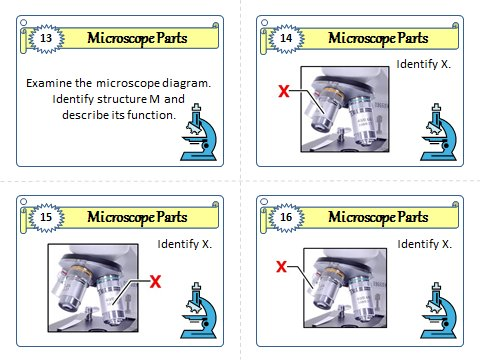 13
Microscope Parts
Examine the microscope diagram.
Identify structure M and
describe its function.
14
Microscope Parts
Identify X.
X
15
Microscope Parts
Identify X.
X
16
Microscope Parts
Identify X.
X